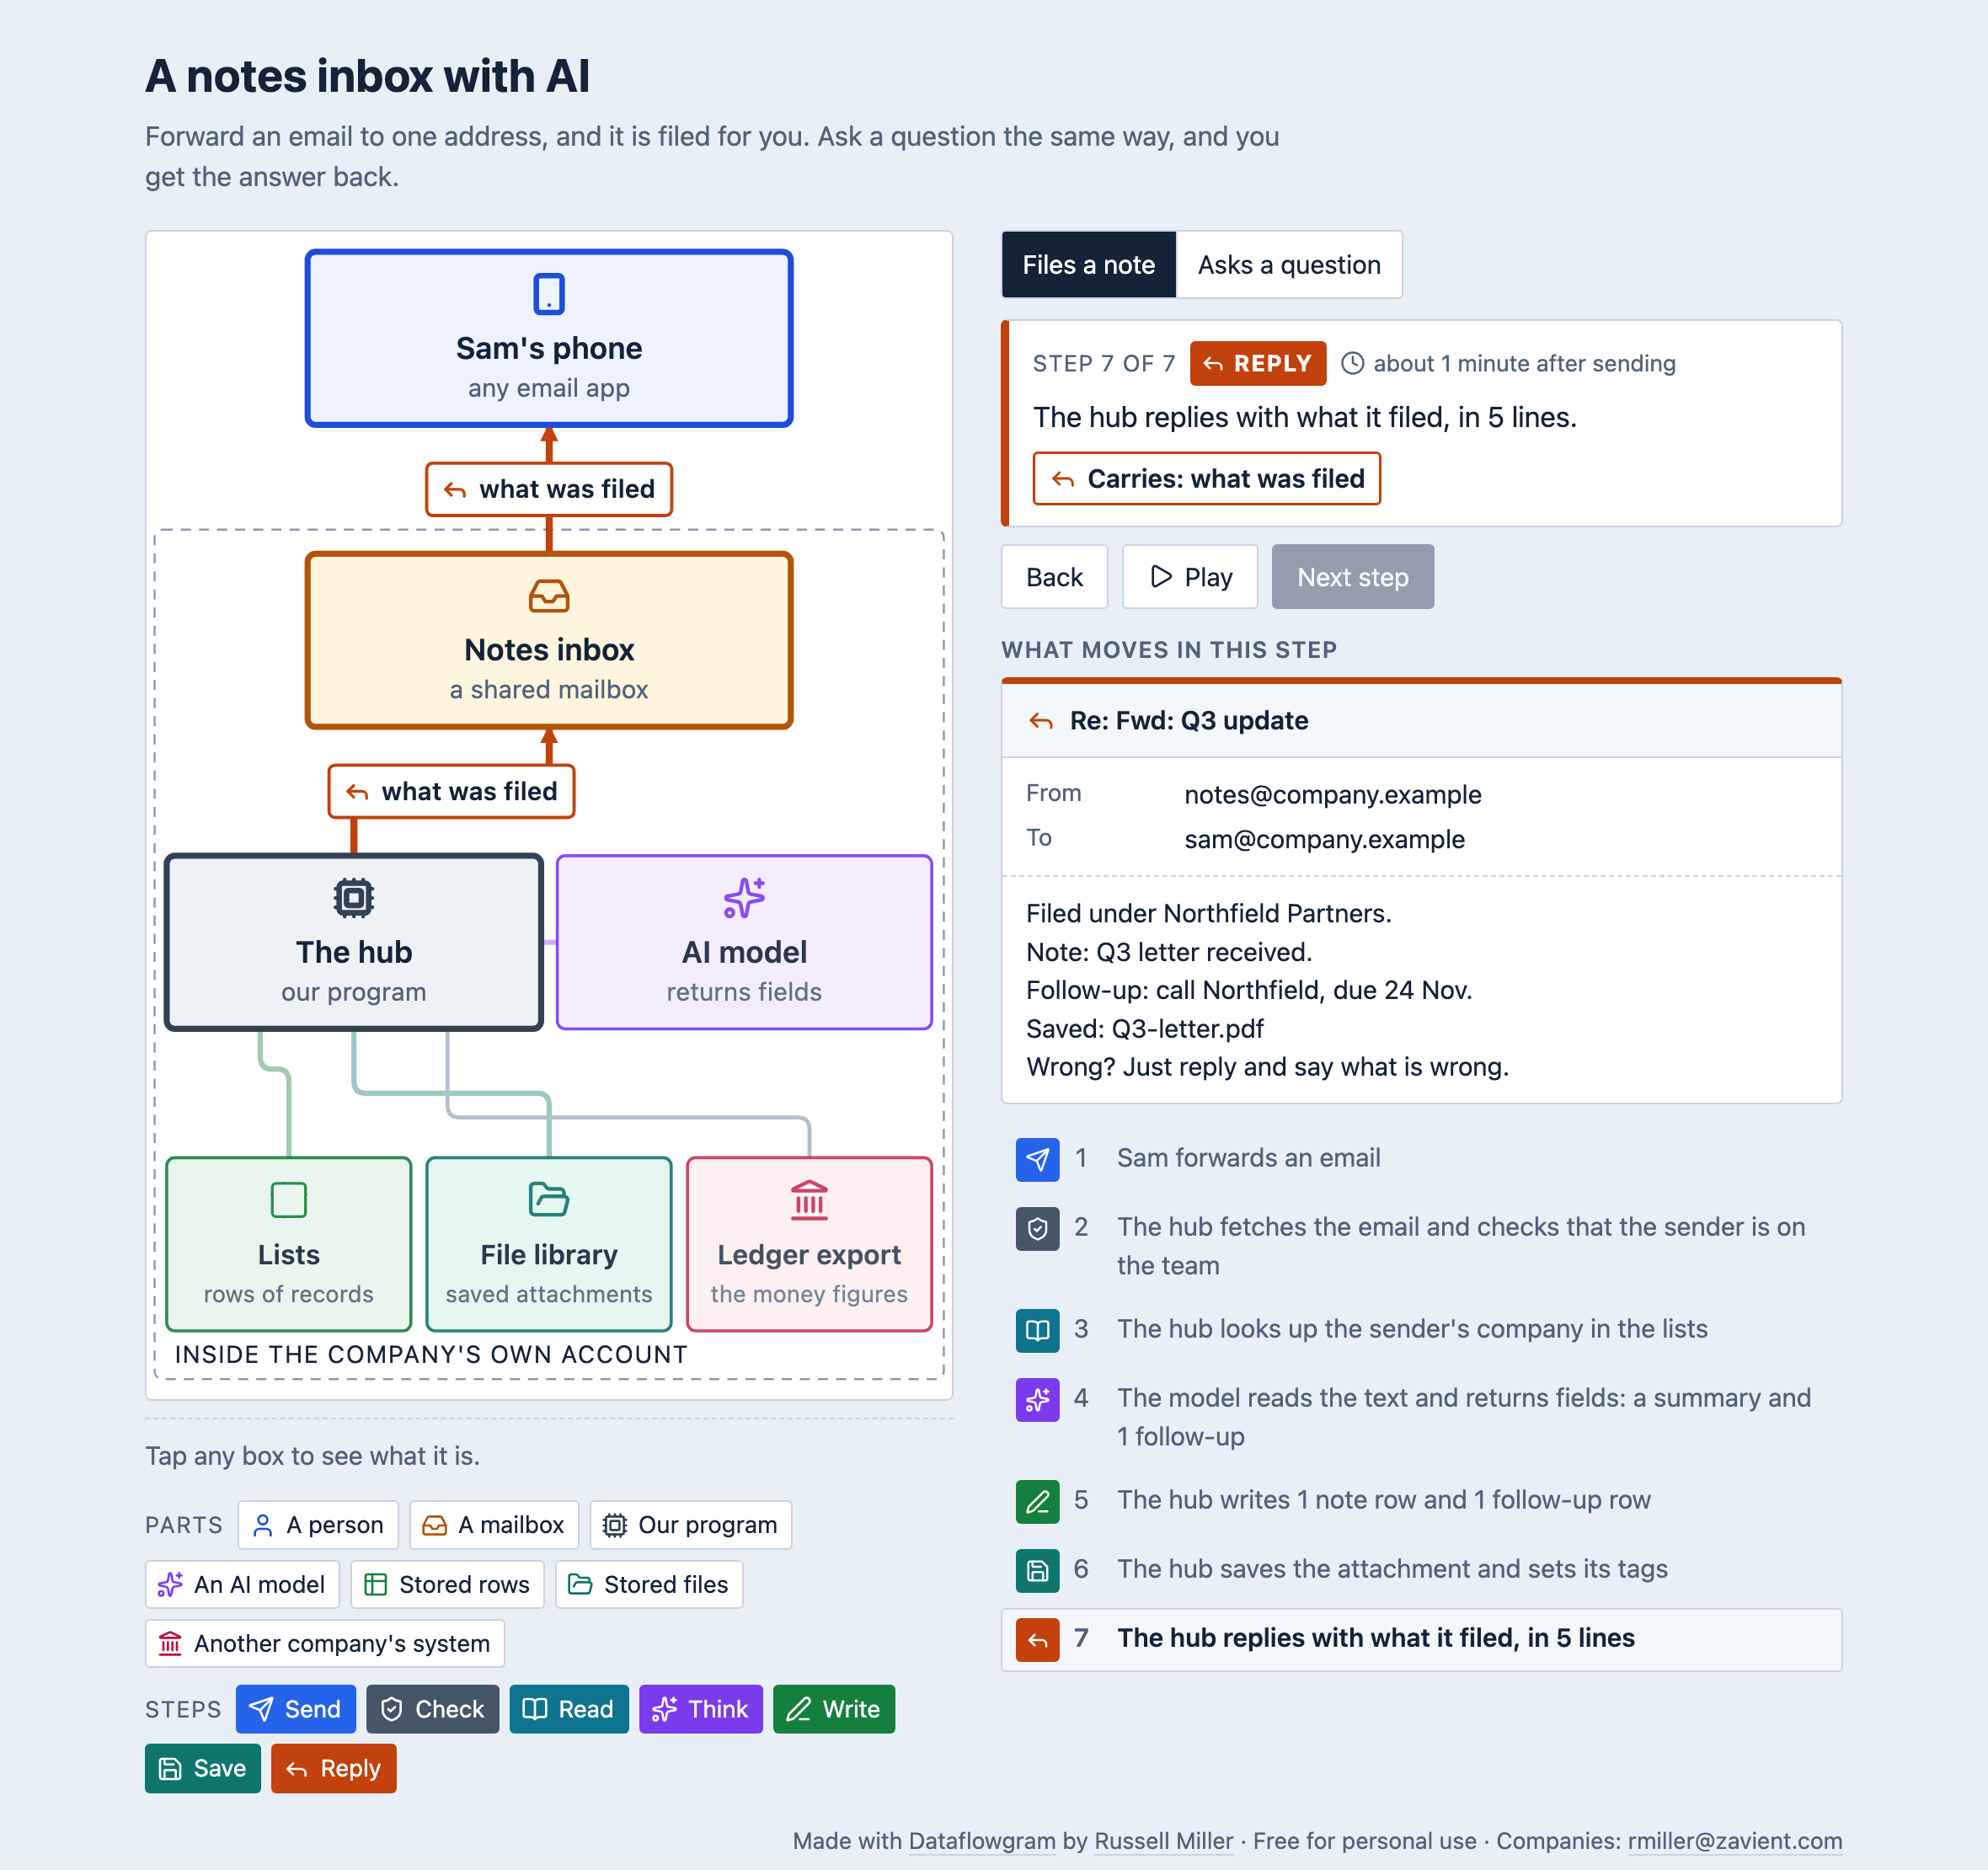 A notes inbox with AI
Forward an email to one address, and it is filed for you. Ask a question the same way, and you
get the answer back.
Sam's phone
any email app
what was filed
Notes inbox
a shared mailbox
what was filed
The hub
our program
AI model
returns fields
Lists
rows of records
File library
saved attachments
Ledger export
the money figures
INSIDE THE COMPANY'S OWN ACCOUNT
Tap any box to see what it is.
PARTS A person A mailbox Our program
An AI model Stored rows Stored files
Another company's system
STEPS Send Check Read Think Write
Save Reply
Files a note Asks a question
STEP 7 OF 7 REPLY about 1 minute after sending
The hub replies with what it filed, in 5 lines.
Carries: what was filed
Back Play Next step
WHAT MOVES IN THIS STEP
Re: Fwd: Q3 update
From notes@company.example
To sam@company.example
Filed under Northfield Partners.
Note: Q3 letter received.
Follow-up: call Northfield, due 24 Nov.
Saved: Q3-letter.pdf
Wrong? Just reply and say what is wrong.
1 Sam forwards an email
2 The hub fetches the email and checks that the sender is on
the team
3 The hub looks up the sender's company in the lists
4 The model reads the text and returns fields: a summary and
1 follow-up
5 The hub writes 1 note row and 1 follow-up row
6 The hub saves the attachment and sets its tags
7 The hub replies with what it filed, in 5 lines
Made with Dataflowgram by Russell Miller · Free for personal use · Companies: rmiller@zavient.com